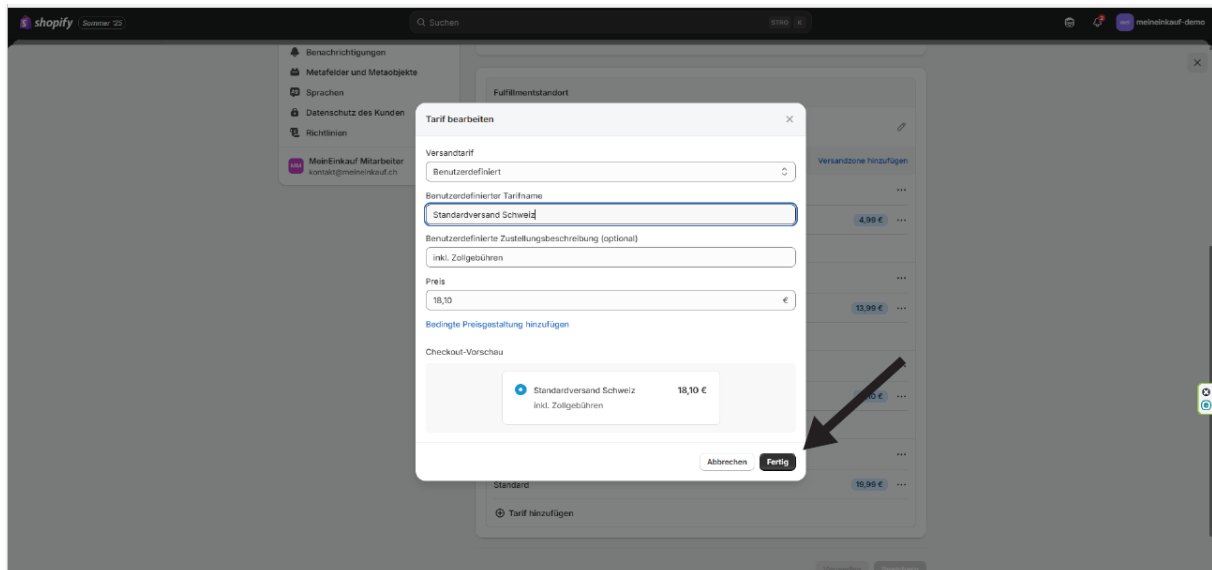 shopify Sommer '25
Suchen
STRG K
2
meineinkauf-demo
Benachrichtigungen
Metafelder und Metaobjekte
Sprachen
Datenschutz des Kunden
Richtlinien
MeinEinkauf Mitarbeiter
kontakt@meineinkauf.ch
Fulfillmentstandort
Versandzone hinzufügen
4,99 €
13,99 €
Tarif bearbeiten
Versandtarif
Benutzerdefiniert
Benutzerdefinierter Tarifname
Standardversand Schweiz
Benutzerdefinierte Zustellungsbeschreibung (optional)
inkl. Zollgebühren
Preis
18,10 €
Bedingte Preisgestaltung hinzufügen
Checkout-Vorschau
Standardversand Schweiz 18,10 €
inkl. Zollgebühren
Abbrechen Fertig
Standard 19,99 €
Tarif hinzufügen